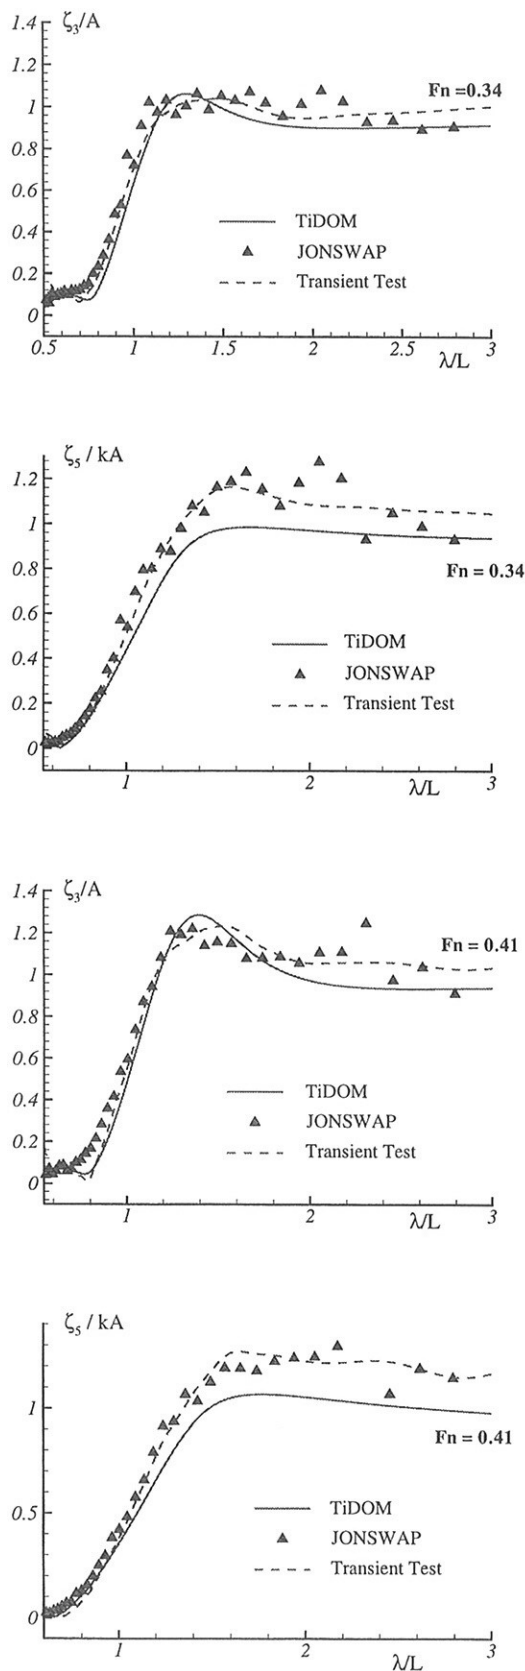 ζ₃/A
1.4
1.2
1
0.8
0.6
0.4
0.2
0
Fn =0.34
TiDOM
JONSWAP
Transient Test
0.5 1 1.5 2 2.5 3
λ/L
ζ₅ / kA
1.2
1
0.8
0.6
0.4
0.2
0
Fn = 0.34
TiDOM
JONSWAP
Transient Test
1 2 3
λ/L
ζ₃/A
1.4
1.2
1
0.8
0.6
0.4
0.2
0
Fn = 0.41
TiDOM
JONSWAP
Transient Test
1 2 3
λ/L
ζ₅ / kA
1
0.5
0
Fn = 0.41
TiDOM
JONSWAP
Transient Test
1 2 3
λ/L